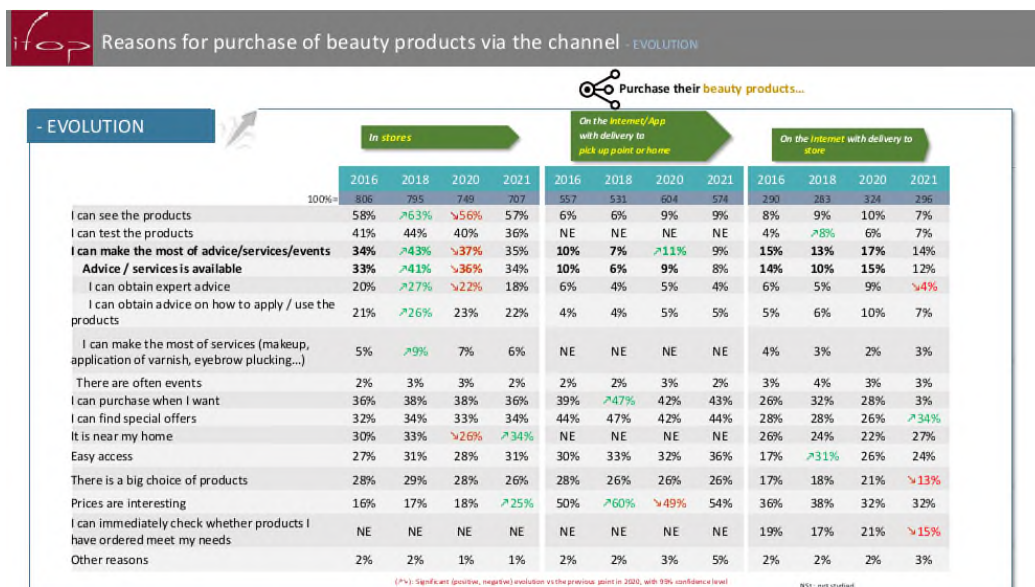 ifop
Reasons for purchase of beauty products via the channel - EVOLUTION
Purchase their beauty products...
- EVOLUTION
In stores
On the Internet/App
with delivery to
pick up point or home
On the internet with delivery to
store
2016 2018 2020 2021 2016 2018 2020 2021 2016 2018 2020 2021
100%= 806 795 749 707 557 531 604 574 290 283 324 296
I can see the products 58% ↗63% ↘56% 57% 6% 6% 9% 9% 8% 9% 10% 7%
I can test the products 41% 44% 40% 36% NE NE NE NE 4% ↗8% 6% 7%
I can make the most of advice/services/events 34% ↗43% ↘37% 35% 10% 7% ↗11% 9% 15% 13% 17% 14%
Advice / services is available 33% ↗41% ↘36% 34% 10% 6% 9% 8% 14% 10% 15% 12%
I can obtain expert advice 20% ↗27% ↘22% 18% 6% 4% 5% 4% 6% 5% 9% ↘4%
I can obtain advice on how to apply / use the
products 21% ↗26% 23% 22% 4% 4% 5% 5% 5% 6% 10% 7%
I can make the most of services (makeup,
application of varnish, eyebrow plucking...) 5% ↗9% 7% 6% NE NE NE NE 4% 3% 2% 3%
There are often events 2% 3% 3% 2% 2% 2% 3% 2% 3% 4% 3% 3%
I can purchase when I want 36% 38% 38% 36% 39% ↗47% 42% 43% 26% 32% 28% 3%
I can find special offers 32% 34% 33% 34% 44% 47% 42% 44% 28% 28% 26% ↗34%
It is near my home 30% 33% ↘26% ↗34% NE NE NE NE 26% 24% 22% 27%
Easy access 27% 31% 28% 31% 30% 33% 32% 36% 17% ↗31% 26% 24%
There is a big choice of products 28% 29% 28% 26% 28% 26% 26% 26% 17% 18% 21% ↘13%
Prices are interesting 16% 17% 18% ↗25% 50% ↗60% ↘49% 54% 36% 38% 32% 32%
I can immediately check whether products I
have ordered meet my needs NE NE NE NE NE NE NE NE 19% 17% 21% ↘15%
Other reasons 2% 2% 1% 1% 2% 2% 3% 5% 2% 2% 2% 3%
(↗↘): Significant (positive, negative) evolution vs the previous point in 2020, with 95% confidence level
not studied